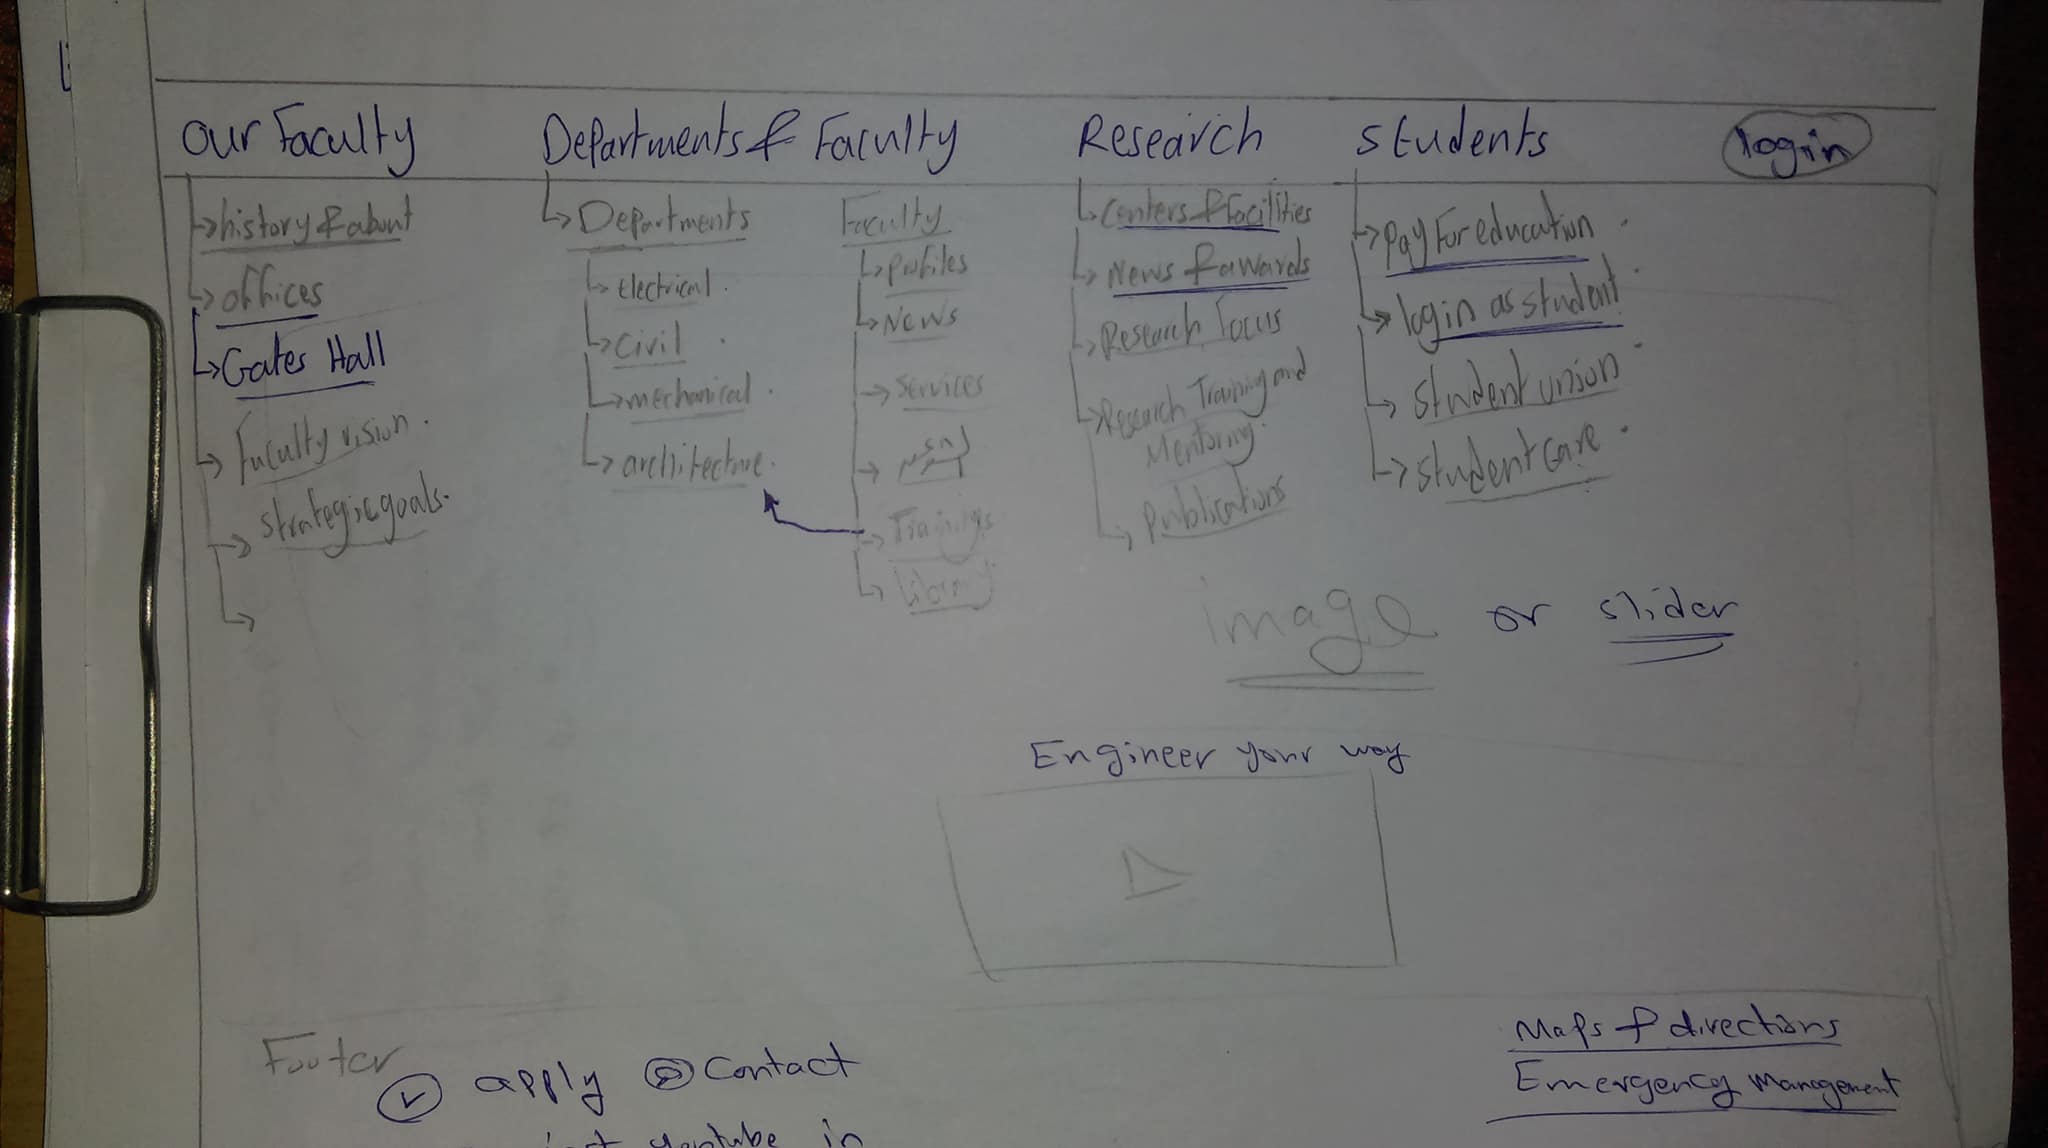 our Faculty
Departments & Faculty
Research
students
login
history & about
offices
Gates Hall
Faculty vision.
strategic goals.
Departments
Electrical.
Civil
mechanical.
architecture.
Faculty
Profiles
News
Services
Trainings
Library
Centers & Facilities
News & awards
Research Focus
Research Training and
Mentoring.
Publications
Pay For education
login as student
student union
student care
image or slider
Engineer your way
Footer
apply
Contact
Maps & directions
Emergency Management
youtube in